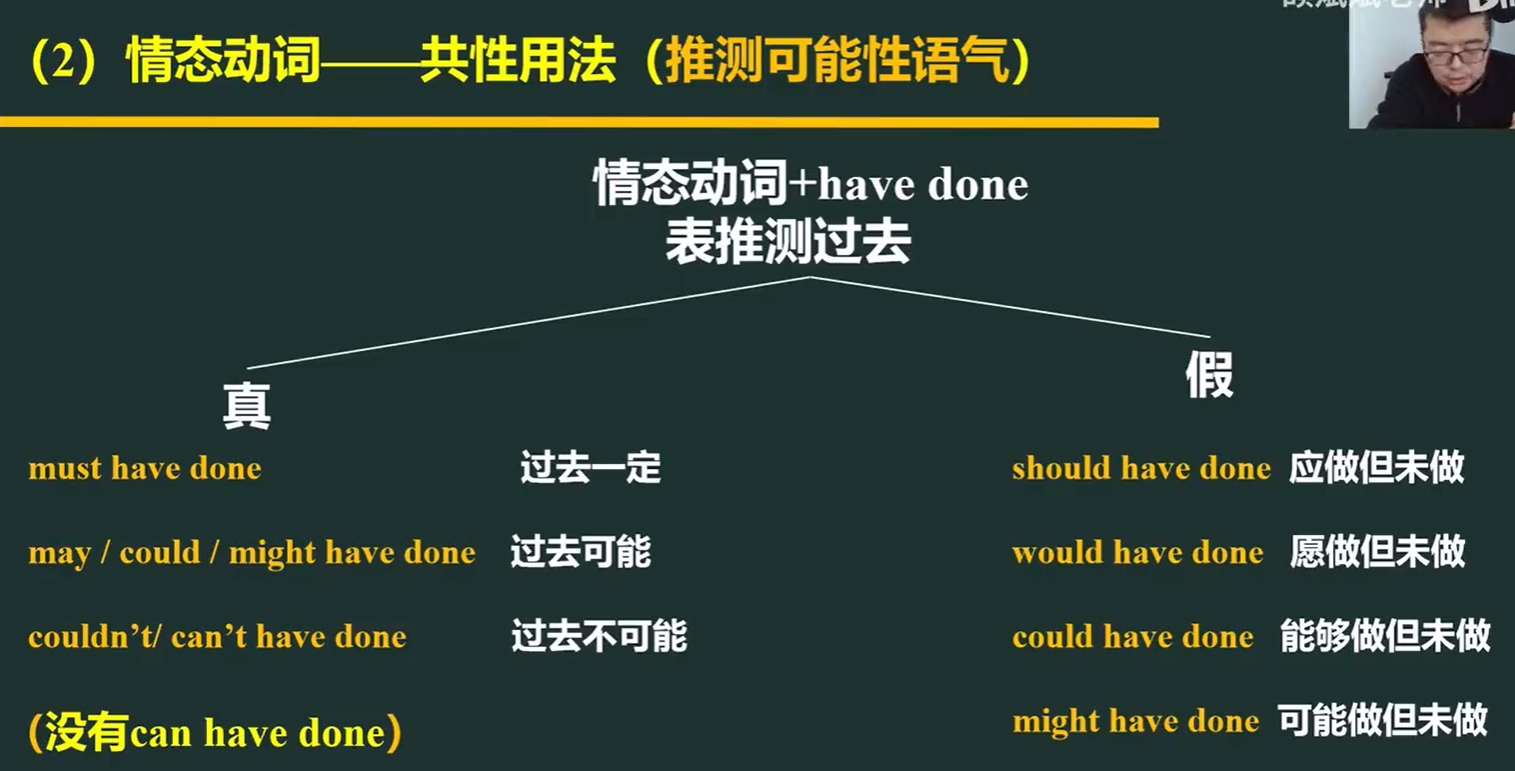 （2）情态动词——共性用法（推测可能性语气）
情态动词+have done
表推测过去
真
must have done 过去一定
may / could / might have done 过去可能
couldn’t/ can’t have done 过去不可能
(没有can have done)
假
should have done 应做但未做
would have done 愿做但未做
could have done 能够做但未做
might have done 可能做但未做